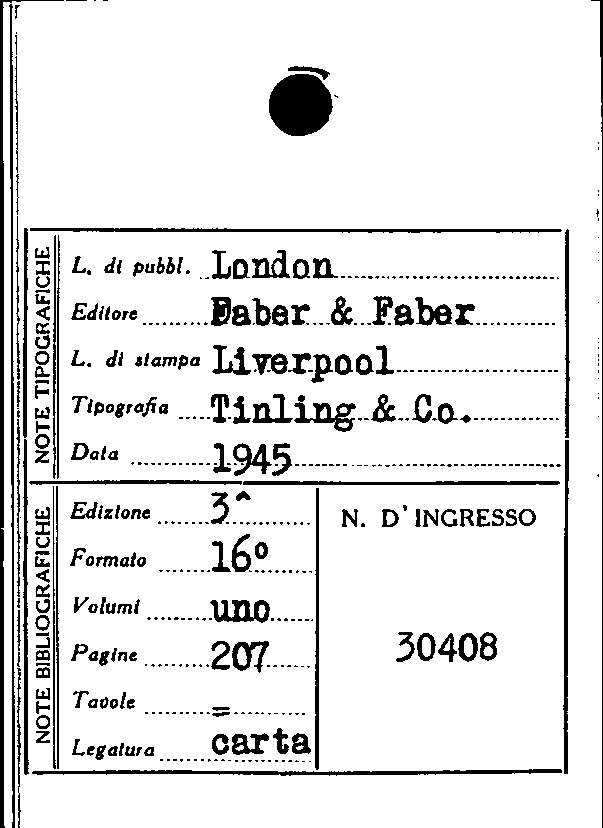 NOTE TIPOGRAFICHE
L. di pubbl. London
Editore Faber & Faber
L. di stampa Liverpool
Tipografia Tinling & Co.
Data 1945
NOTE BIBLIOGRAFICHE
Edizione 3^
Formato 16º
Volumi uno
Pagine 207
Tavole =
Legatura carta
N. D'INGRESSO
30408